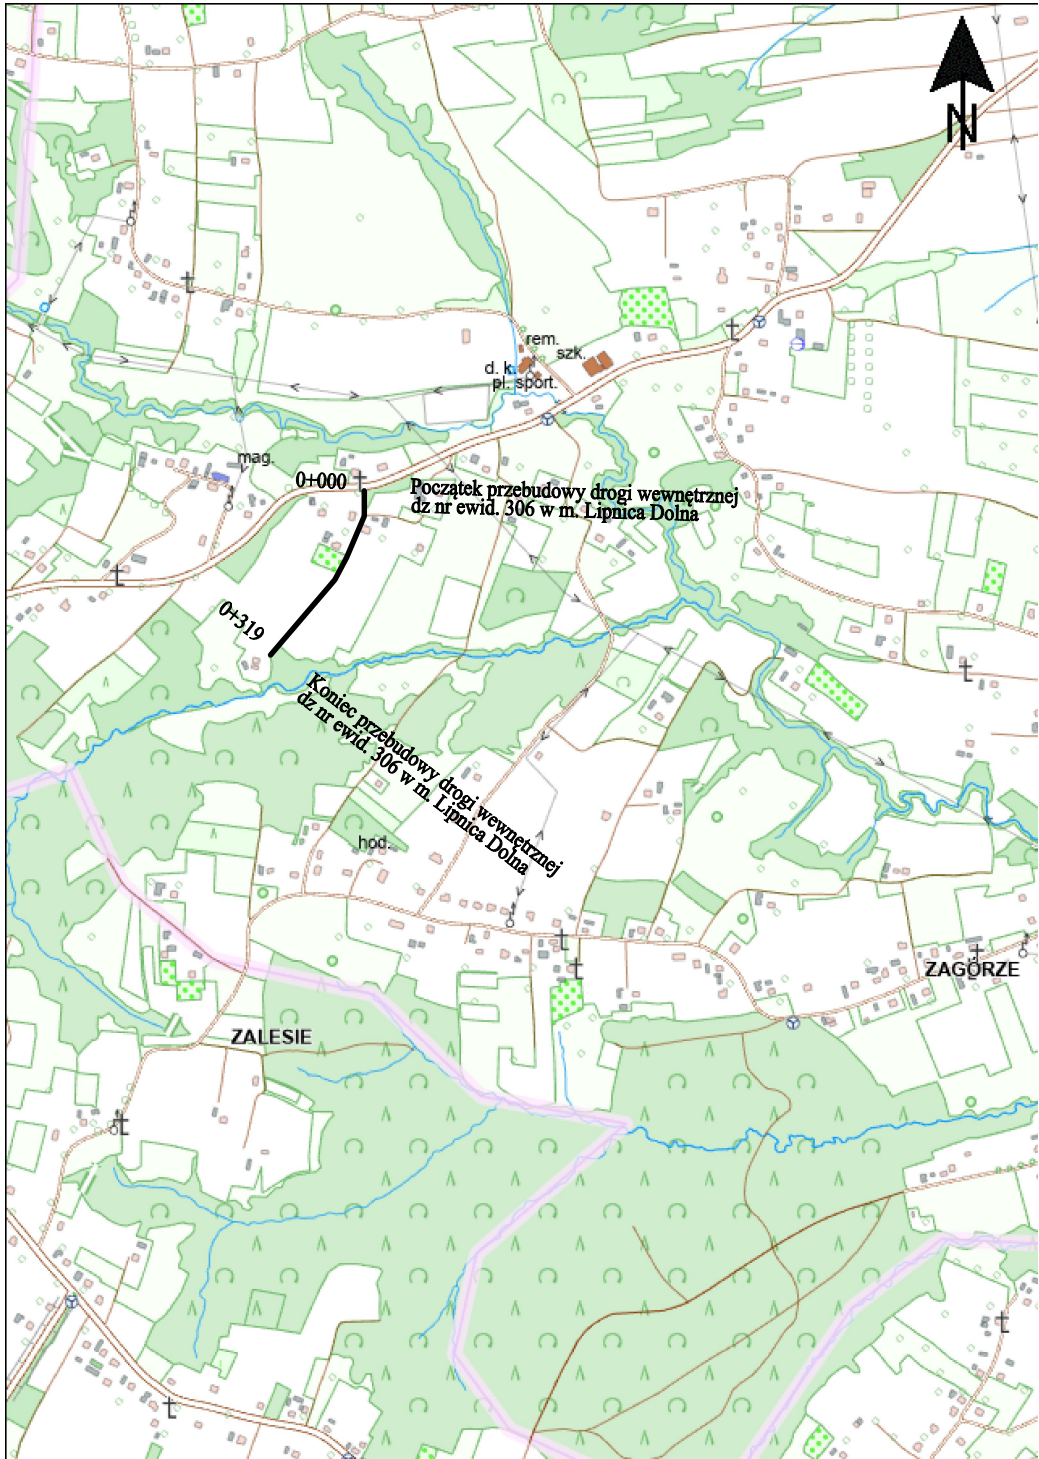 N
rem.
szk.
d. k.
pl. sport.
mag.
0+000
Początek przebudowy drogi wewnętrznej
dz nr ewid. 306 w m. Lipnica Dolna
0+319
Koniec przebudowy drogi wewnętrznej
dz nr ewid. 306 w m. Lipnica Dolna
hod.
ZAGÓRZE
ZALESIE